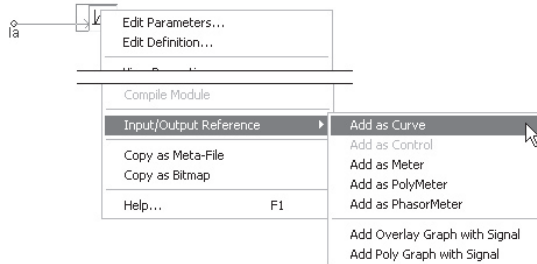 Ia
Edit Parameters...
Edit Definition...
Compile Module
Input/Output Reference
Add as Curve
Add as Control
Copy as Meta-File
Add as Meter
Copy as Bitmap
Add as PolyMeter
Help... F1
Add as PhasorMeter
Add Overlay Graph with Signal
Add Poly Graph with Signal